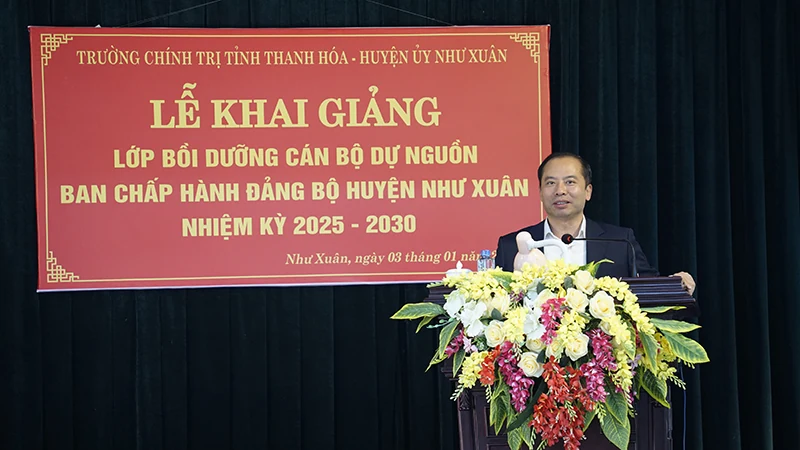 TRƯỜNG CHÍNH TRỊ TỈNH THANH HÓA - HUYỆN ỦY NHƯ XUÂN
LỄ KHAI GIẢNG
LỚP BỒI DƯỠNG CÁN BỘ DỰ NGUỒN
BAN CHẤP HÀNH ĐẢNG BỘ HUYỆN NHƯ XUÂN
NHIỆM KỲ 2025 - 2030
Như Xuân, ngày 03 tháng 01 năm